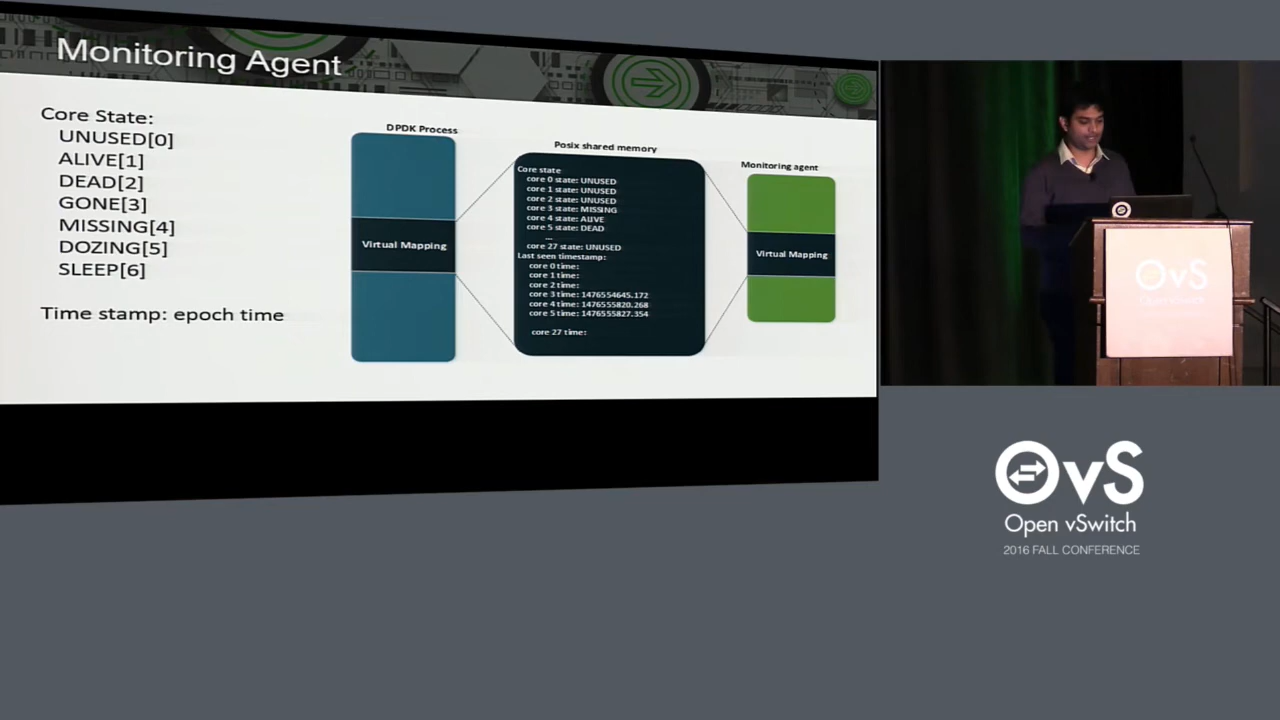 Monitoring Agent
Core State:
UNUSED[0]
ALIVE[1]
DEAD[2]
GONE[3]
MISSING[4]
DOZING[5]
SLEEP[6]
Time stamp: epoch time
DPDK Process
Virtual Mapping
Posix shared memory
Core state
core 0 state: UNUSED
core 1 state: UNUSED
core 2 state: UNUSED
core 3 state: MISSING
core 4 state: ALIVE
core 5 state: DEAD
...
core 27 state: UNUSED
Last seen timestamp:
core 0 time:
core 1 time:
core 2 time:
core 3 time: 1476554645.172
core 4 time: 1476555820.268
core 5 time: 1476555827.354
core 27 time:
Monitoring agent
Virtual Mapping
OvS
Open vSwitch
OvS
Open vSwitch
2016 FALL CONFERENCE